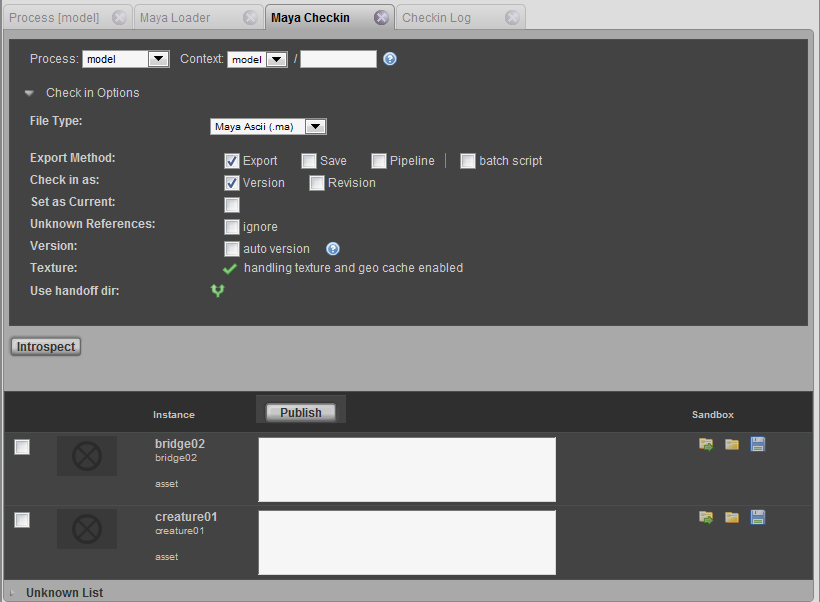 Process [model] Maya Loader Maya Checkin Checkin Log
Process: model Context: model /
Check in Options
File Type: Maya Ascii (.ma)
Export Method: Export Save Pipeline batch script
Check in as: Version Revision
Set as Current:
Unknown References: ignore
Version: auto version
Texture: handling texture and geo cache enabled
Use handoff dir:
Introspect
Instance Publish Sandbox
bridge02
bridge02
asset
creature01
creature01
asset
Unknown List